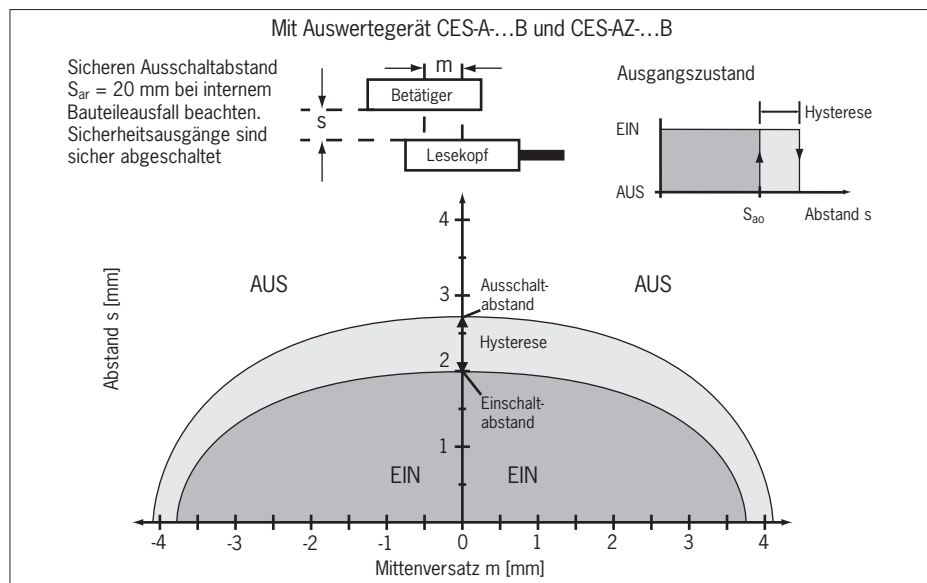 Mit Auswertegerät CES-A-...B und CES-AZ-...B
Sicheren Ausschaltabstand
Sar = 20 mm bei internem
Bauteileausfall beachten.
Sicherheitsausgänge sind
sicher abgeschaltet
m
Betätiger
s
Lesekopf
Ausgangszustand
Hysterese
EIN
AUS
Sao
Abstand s
4
AUS
AUS
Ausschalt-
abstand
3
Hysterese
2
Einschalt-
abstand
1
EIN
EIN
Abstand s [mm]
-4 -3 -2 -1 0 1 2 3 4
Mittenversatz m [mm]